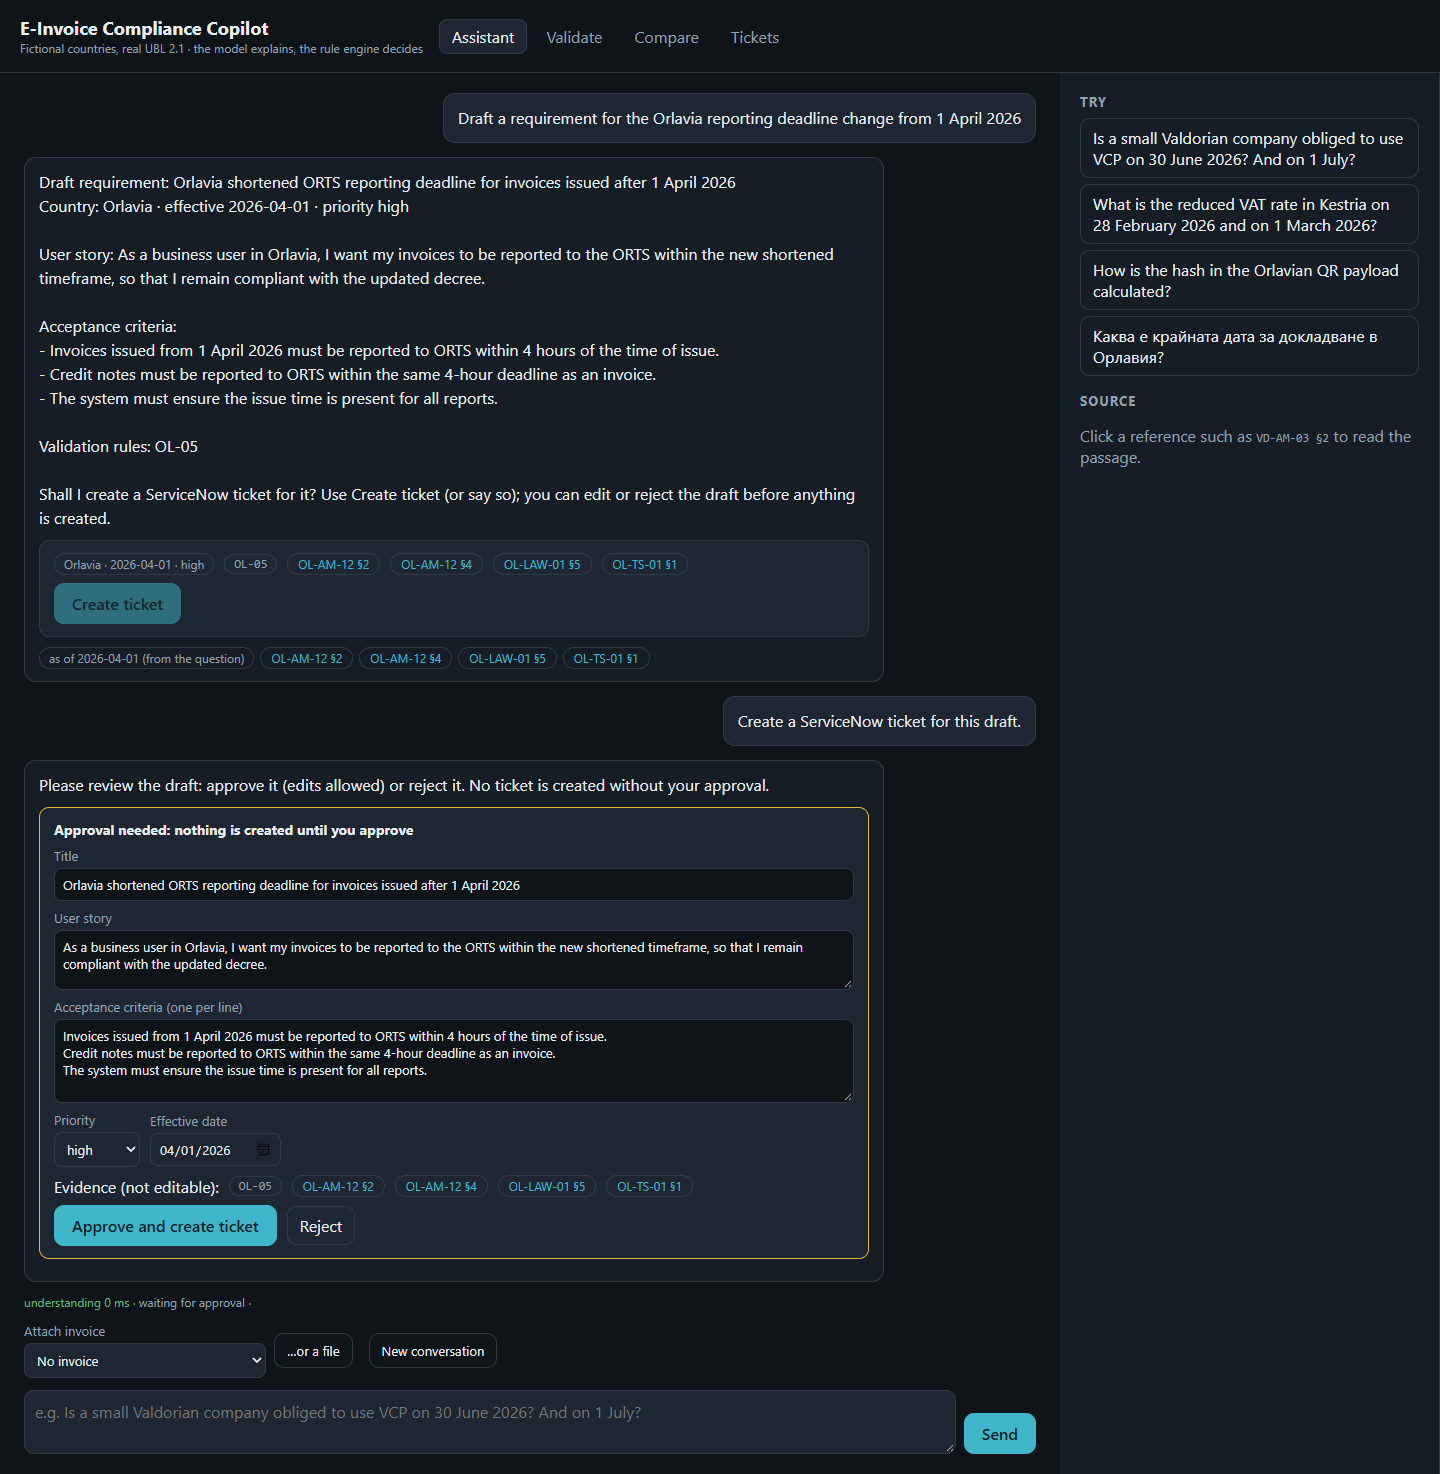 E-Invoice Compliance Copilot
Fictional countries, real UBL 2.1 · the model explains, the rule engine decides
Assistant
Validate
Compare
Tickets
Draft a requirement for the Orlavia reporting deadline change from 1 April 2026
Draft requirement: Orlavia shortened ORTS reporting deadline for invoices issued after 1 April 2026
Country: Orlavia · effective 2026-04-01 · priority high
User story: As a business user in Orlavia, I want my invoices to be reported to the ORTS within the new shortened
timeframe, so that I remain compliant with the updated decree.
Acceptance criteria:
- Invoices issued from 1 April 2026 must be reported to ORTS within 4 hours of the time of issue.
- Credit notes must be reported to ORTS within the same 4-hour deadline as an invoice.
- The system must ensure the issue time is present for all reports.
Validation rules: OL-05
Shall I create a ServiceNow ticket for it? Use Create ticket (or say so); you can edit or reject the draft before anything
is created.
Orlavia · 2026-04-01 · high
OL-05
OL-AM-12 §2
OL-AM-12 §4
OL-LAW-01 §5
OL-TS-01 §1
Create ticket
as of 2026-04-01 (from the question)
OL-AM-12 §2
OL-AM-12 §4
OL-LAW-01 §5
OL-TS-01 §1
Create a ServiceNow ticket for this draft.
Please review the draft: approve it (edits allowed) or reject it. No ticket is created without your approval.
Approval needed: nothing is created until you approve
Title
Orlavia shortened ORTS reporting deadline for invoices issued after 1 April 2026
User story
As a business user in Orlavia, I want my invoices to be reported to the ORTS within the new shortened timeframe, so that I remain
compliant with the updated decree.
Acceptance criteria (one per line)
Invoices issued from 1 April 2026 must be reported to ORTS within 4 hours of the time of issue.
Credit notes must be reported to ORTS within the same 4-hour deadline as an invoice.
The system must ensure the issue time is present for all reports.
Priority
Effective date
high
04/01/2026
Evidence (not editable):
OL-05
OL-AM-12 §2
OL-AM-12 §4
OL-LAW-01 §5
OL-TS-01 §1
Approve and create ticket
Reject
understanding 0 ms · waiting for approval ·
Attach invoice
No invoice
...or a file
New conversation
e.g. Is a small Valdorian company obliged to use VCP on 30 June 2026? And on 1 July?
Send
TRY
Is a small Valdorian company obliged to use
VCP on 30 June 2026? And on 1 July?
What is the reduced VAT rate in Kestria on
28 February 2026 and on 1 March 2026?
How is the hash in the Orlavian QR payload
calculated?
Каква е крайната дата за докладване в
Орлавия?
SOURCE
Click a reference such as VD-AM-03 §2 to read the
passage.